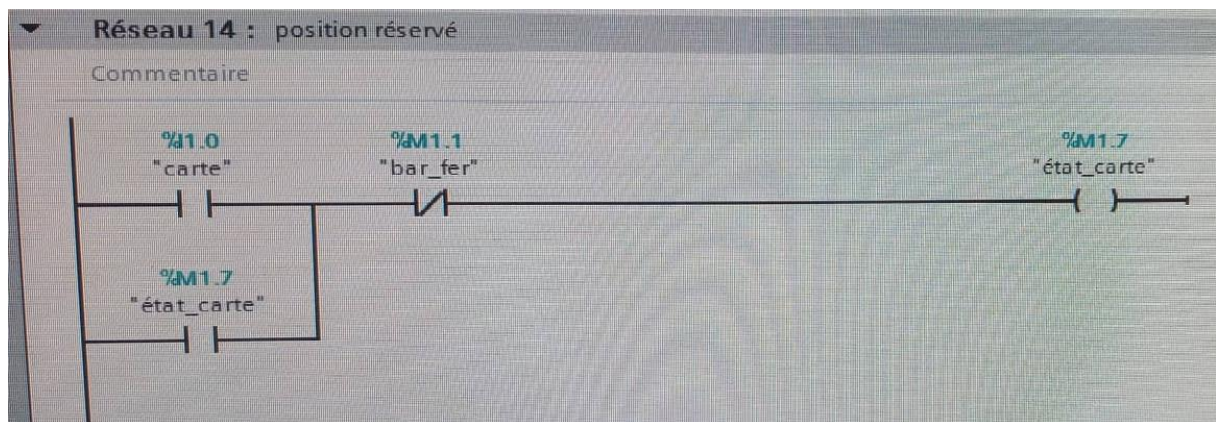 Réseau 14 : position réservé
Commentaire
%I1.0 %M1.1 %M1.7
"carte" "bar_fer" "état_carte"
%M1.7
"état_carte"